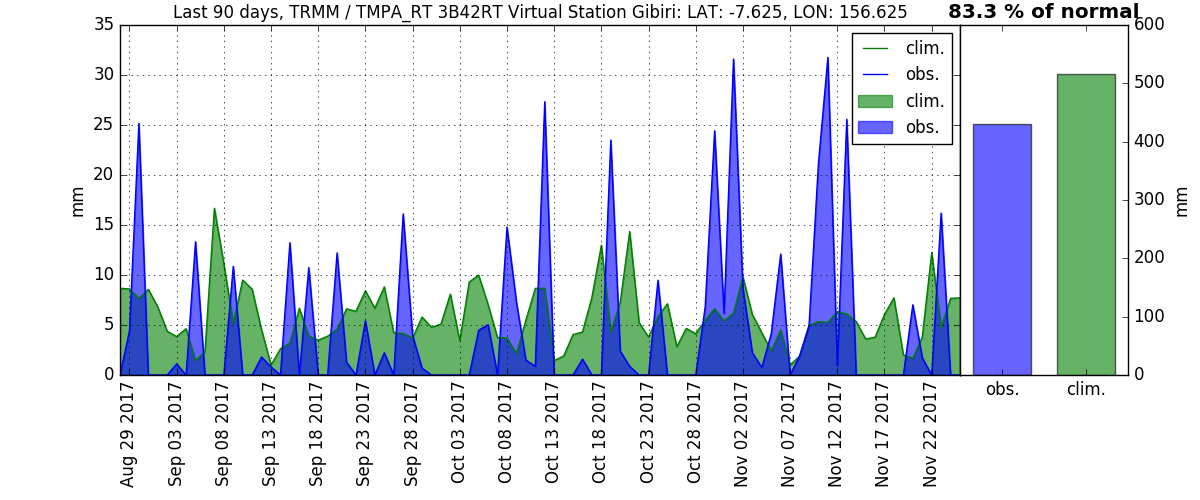 Last 90 days, TRMM / TMPA_RT 3B42RT Virtual Station Gibiri: LAT: -7.625, LON: 156.625
83.3 % of normal
mm
35
30
25
20
15
10
5
0
clim.
obs.
clim.
obs.
600
500
400
300
200
100
0
mm
Aug 29 2017
Sep 03 2017
Sep 08 2017
Sep 13 2017
Sep 18 2017
Sep 23 2017
Sep 28 2017
Oct 03 2017
Oct 08 2017
Oct 13 2017
Oct 18 2017
Oct 23 2017
Oct 28 2017
Nov 02 2017
Nov 07 2017
Nov 12 2017
Nov 17 2017
Nov 22 2017
obs.
clim.